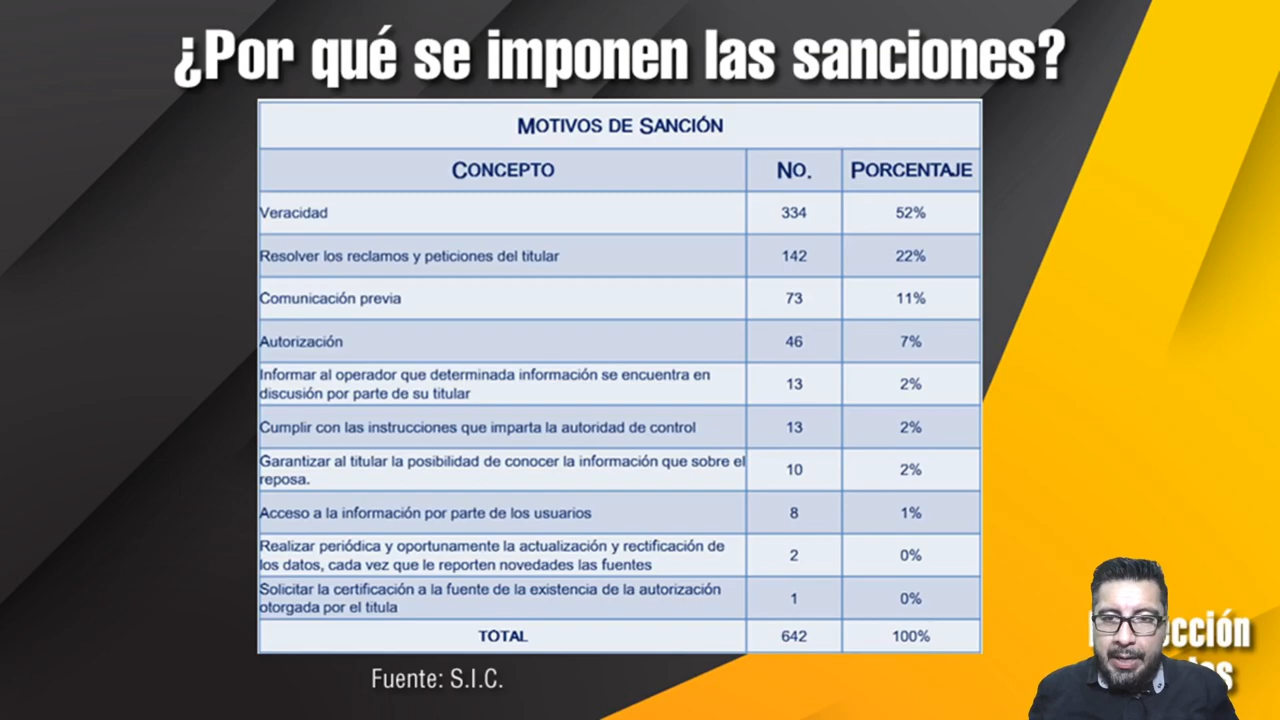 ¿Por qué se imponen las sanciones?
MOTIVOS DE SANCIÓN
CONCEPTO NO. PORCENTAJE
Veracidad 334 52%
Resolver los reclamos y peticiones del titular 142 22%
Comunicación previa 73 11%
Autorización 46 7%
Informar al operador que determinada información se encuentra en
discusión por parte de su titular 13 2%
Cumplir con las instrucciones que imparta la autoridad de control 13 2%
Garantizar al titular la posibilidad de conocer la información que sobre el
reposa. 10 2%
Acceso a la información por parte de los usuarios 8 1%
Realizar periódica y oportunamente la actualización y rectificación de
los datos, cada vez que le reporten novedades las fuentes 2 0%
Solicitar la certificación a la fuente de la existencia de la autorización
otorgada por el titula 1 0%
TOTAL 642 100%
Fuente: S.I.C.